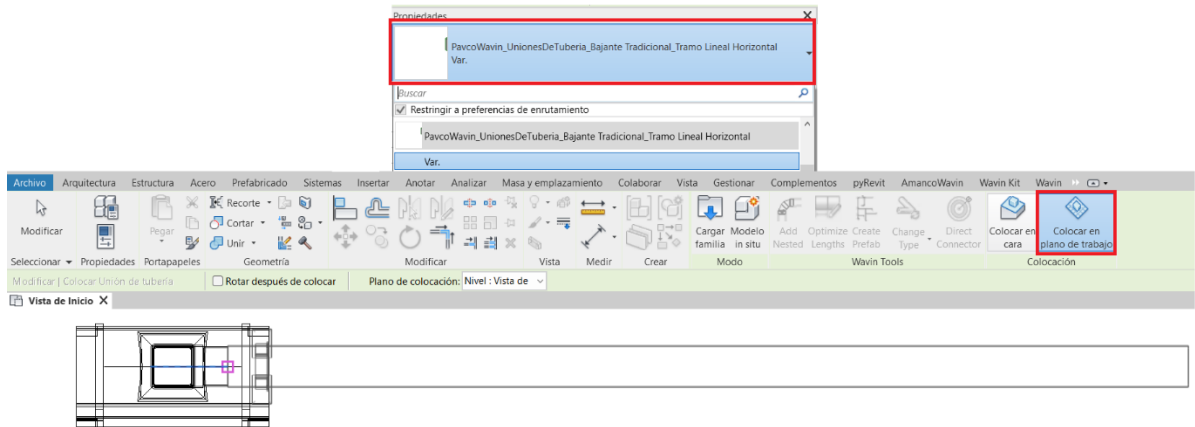 Propiedades X
PavcoWavin_UnionesDeTuberia_Bajante Tradicional_Tramo Lineal Horizontal
Var.
Buscar
Restringir a preferencias de enrutamiento
PavcoWavin_UnionesDeTuberia_Bajante Tradicional_Tramo Lineal Horizontal
Var.
Archivo Arquitectura Estructura Acero Prefabricado Sistemas Insertar Anotar Analizar Masa y emplazamiento Colaborar Vista Gestionar Complementos pyRevit AmancoWavin Wavin Kit Wavin
Modificar
Pegar
Recorte
Cortar
Unir
Cargar familia
Modelo in situ
Add Nested
Optimize Lengths
Create Prefab
Change Type
Direct Connector
Colocar en cara
Colocar en plano de trabajo
Seleccionar Propiedades Portapapeles Geometría Modificar Vista Medir Crear Modo Wavin Tools Colocación
Modificar | Colocar Unión de tubería Rotar después de colocar Plano de colocación: Nivel : Vista de
Vista de Inicio X